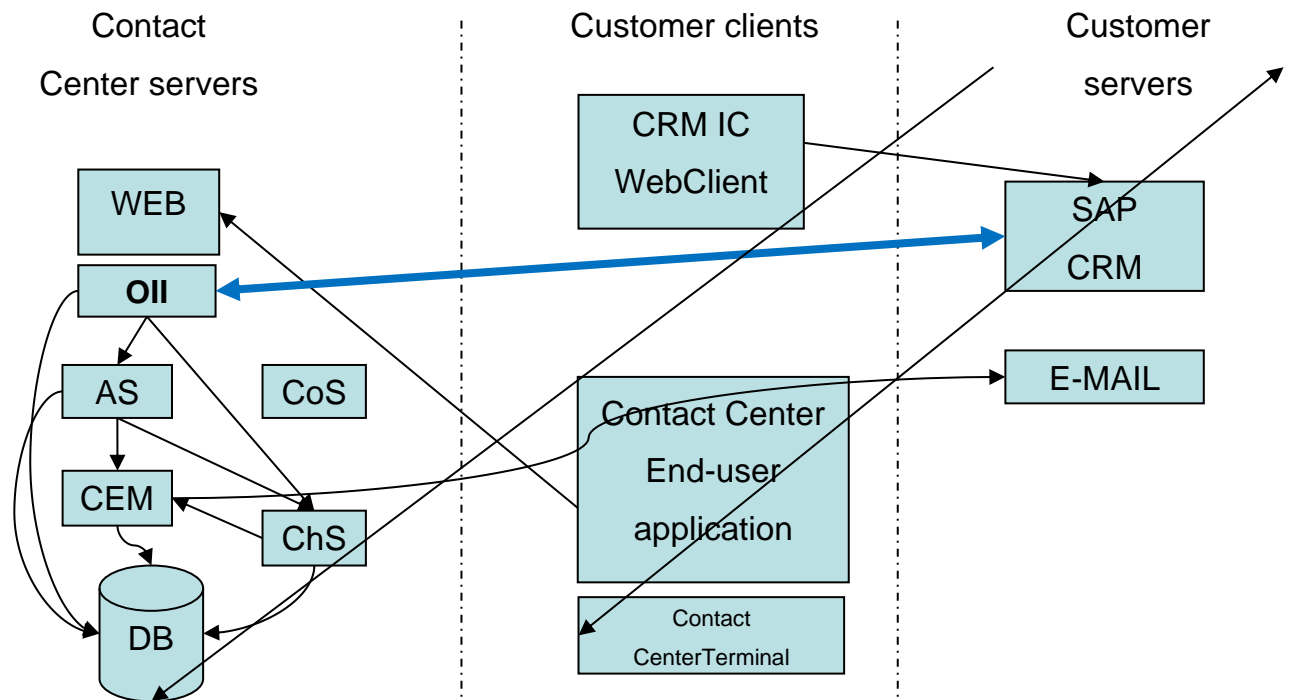 Contact
Center servers
Customer clients
Customer
servers
CRM IC
WebClient
WEB
SAP
CRM
OII
AS
CoS
E-MAIL
Contact Center
End-user
application
CEM
ChS
DB
Contact
CenterTerminal